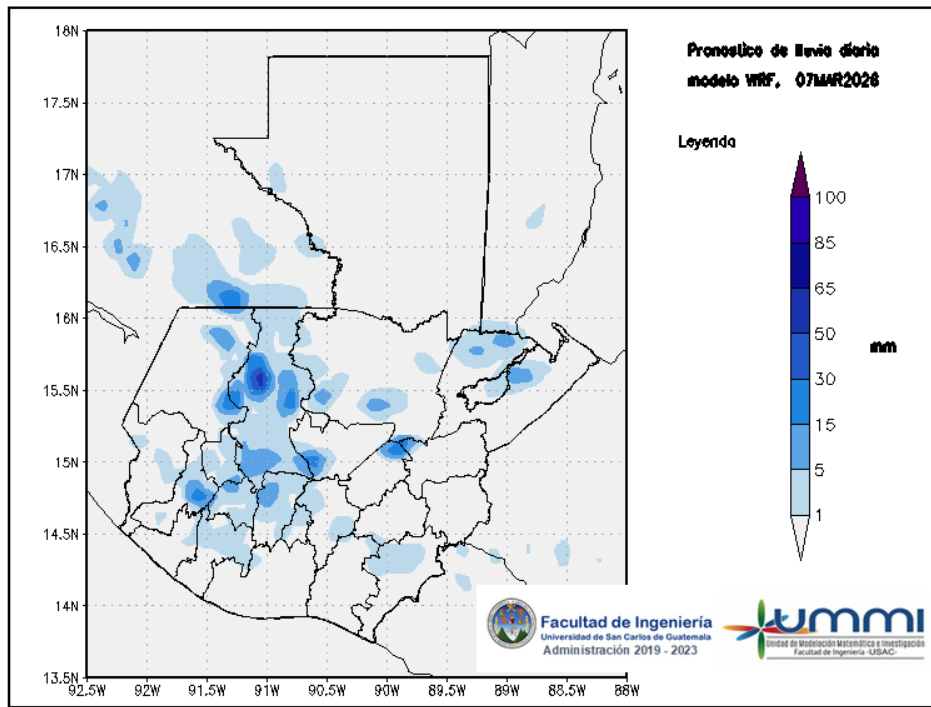 Pronostico de lluvia diaria
modelo WRF, 07MAR2026
Leyenda
100
85
65
50
30
15
5
1
mm
18N
17.5N
17N
16.5N
16N
15.5N
15N
14.5N
14N
13.5N
92.5W 92W 91.5W 91W 90.5W 90W 89.5W 89W 88.5W 88W
Facultad de Ingeniería
Universidad de San Carlos de Guatemala
Administración 2019 - 2023
UMMI
Unidad de Modelación Matemática e Investigación
Facultad de Ingeniería -USAC-